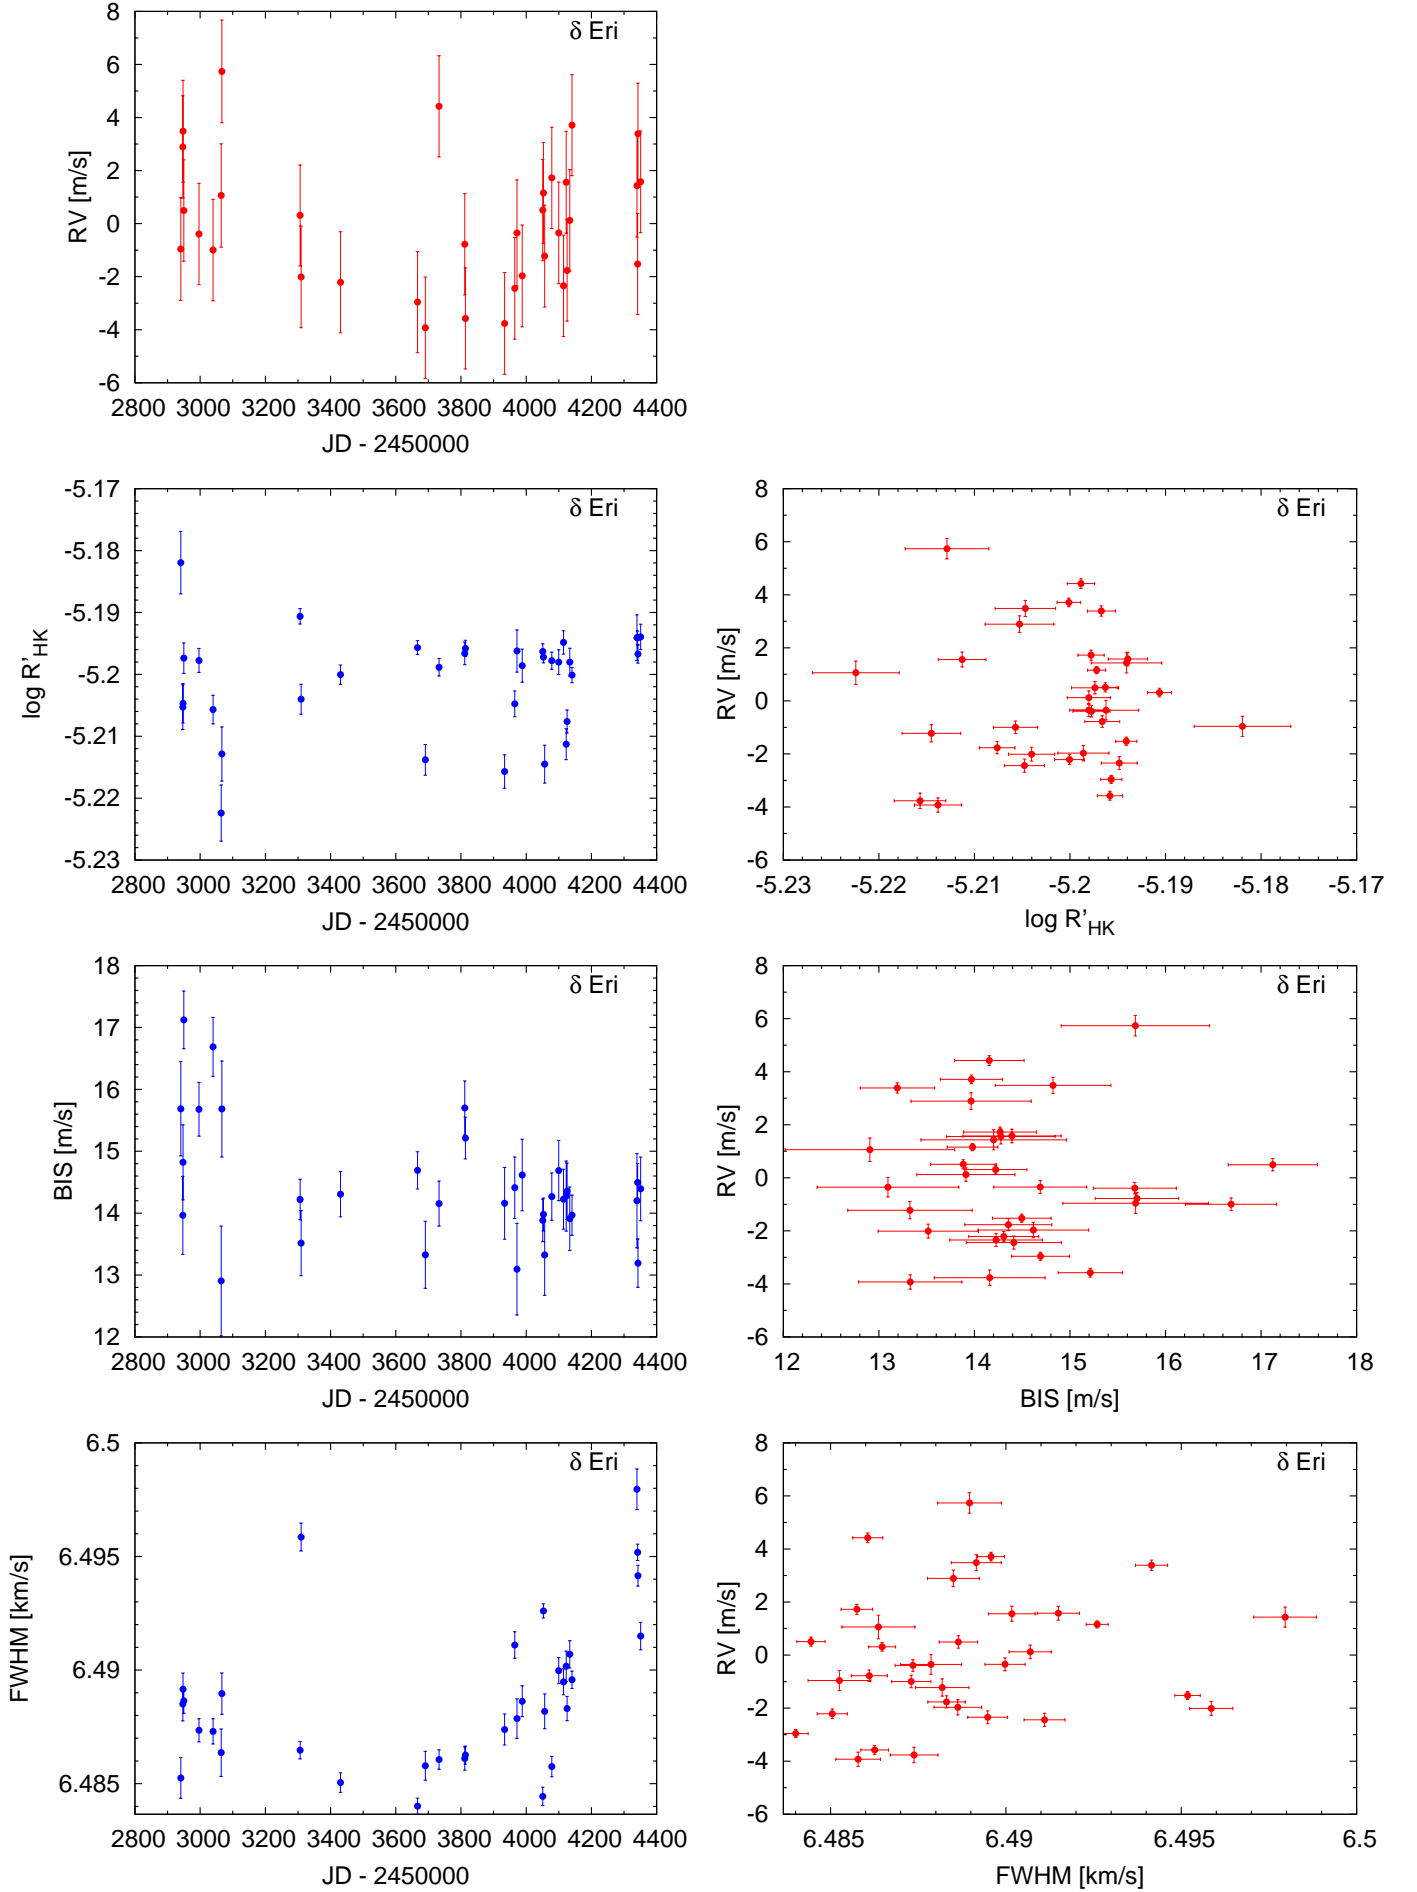 δ Eri
8
6
4
2
0
-2
-4
-6
RV [m/s]
2800 3000 3200 3400 3600 3800 4000 4200 4400
JD - 2450000
δ Eri
-5.17
-5.18
-5.19
-5.2
-5.21
-5.22
-5.23
log R'HK
2800 3000 3200 3400 3600 3800 4000 4200 4400
JD - 2450000
δ Eri
8
6
4
2
0
-2
-4
-6
RV [m/s]
-5.23 -5.22 -5.21 -5.2 -5.19 -5.18 -5.17
log R'HK
δ Eri
18
17
16
15
14
13
12
BIS [m/s]
2800 3000 3200 3400 3600 3800 4000 4200 4400
JD - 2450000
δ Eri
8
6
4
2
0
-2
-4
-6
RV [m/s]
12 13 14 15 16 17 18
BIS [m/s]
δ Eri
6.5
6.495
6.49
6.485
FWHM [km/s]
2800 3000 3200 3400 3600 3800 4000 4200 4400
JD - 2450000
δ Eri
8
6
4
2
0
-2
-4
-6
RV [m/s]
6.485 6.49 6.495 6.5
FWHM [km/s]